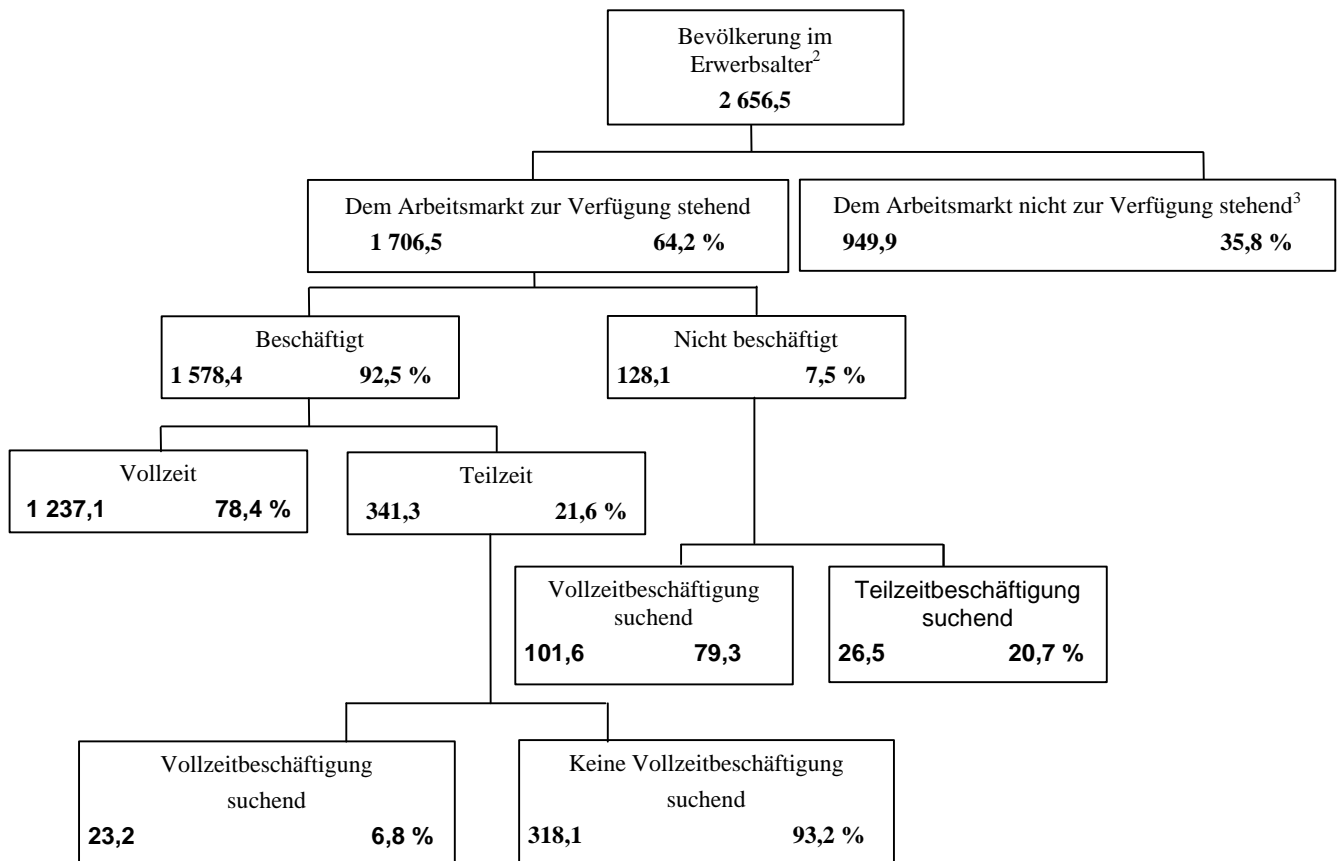 Bevölkerung im
Erwerbsalter²
2 656,5
Dem Arbeitsmarkt zur Verfügung stehend
1 706,5 64,2 %
Dem Arbeitsmarkt nicht zur Verfügung stehend³
949,9 35,8 %
Beschäftigt
1 578,4 92,5 %
Nicht beschäftigt
128,1 7,5 %
Vollzeit
1 237,1 78,4 %
Teilzeit
341,3 21,6 %
Vollzeitbeschäftigung
suchend
101,6 79,3
Teilzeitbeschäftigung
suchend
26,5 20,7 %
Vollzeitbeschäftigung
suchend
23,2 6,8 %
Keine Vollzeitbeschäftigung
suchend
318,1 93,2 %